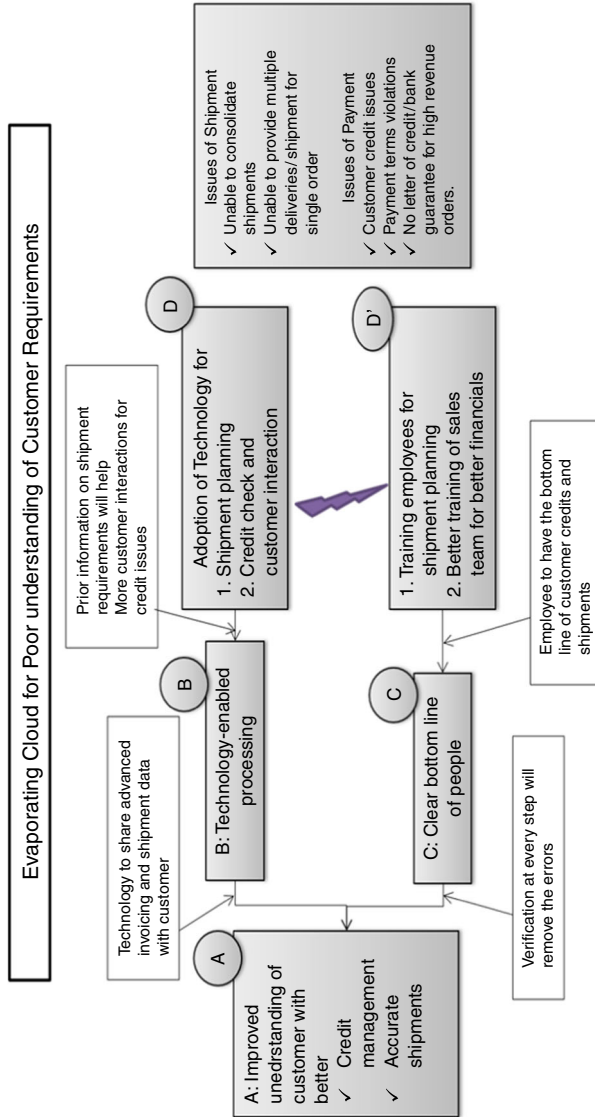 Evaporating Cloud for Poor understanding of Customer Requirements
Technology to share advanced
invoicing and shipment data
with customer
Prior information on shipment
requirements will help
More customer interactions for
credit issues
A
A: Improved
unedrstanding of
customer with
better
✓ Credit
management
✓ Accurate
shipments
B
B: Technology-enabled
processing
D
Adoption of Technology for
1. Shipment planning
2. Credit check and
customer interaction
C
C: Clear bottom line
of people
D'
1. Training employees for
shipment planning
2. Better training of sales
team for better financials
Verification at every step will
remove the errors
Employee to have the bottom
line of customer credits and
shipments
Issues of Shipment
✓ Unable to consolidate
shipments
✓ Unable to provide multiple
deliveries/shipment for
single order
Issues of Payment
✓ Customer credit issues
✓ Payment terms violations
✓ No letter of credit/bank
guarantee for high revenue
orders.